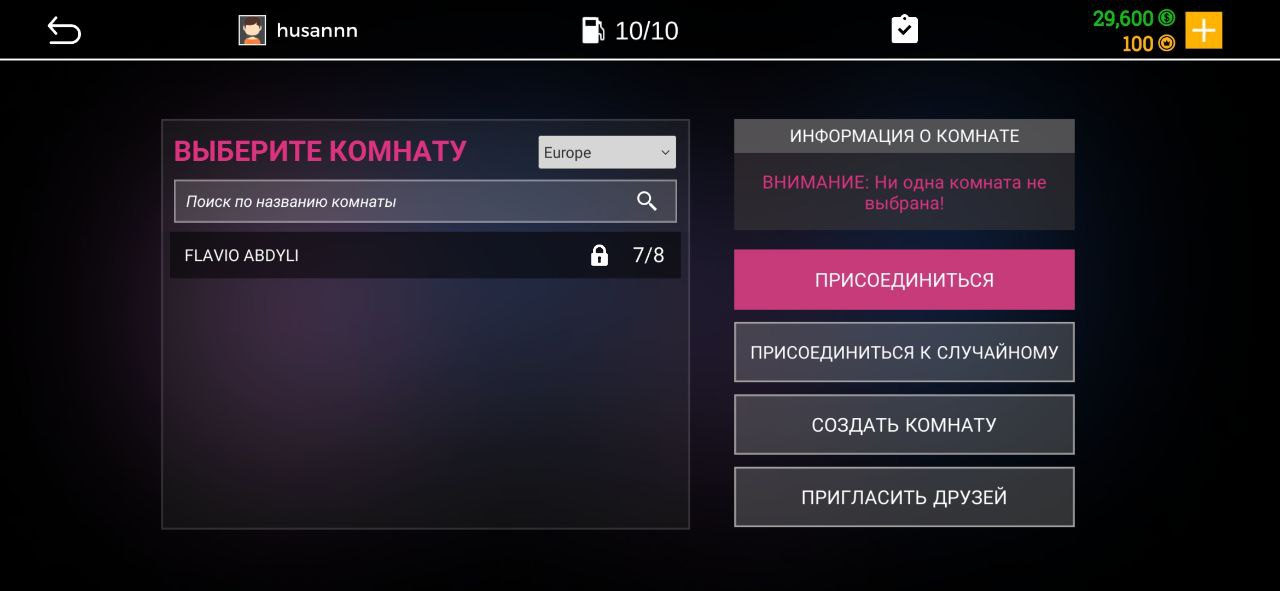 husannn
10/10
29,600
100
ВЫБЕРИТЕ КОМНАТУ
Europe
Поиск по названию комнаты
FLAVIO ABDYLI 7/8
ИНФОРМАЦИЯ О КОМНАТЕ
ВНИМАНИЕ: Ни одна комната не
выбрана!
ПРИСОЕДИНИТЬСЯ
ПРИСОЕДИНИТЬСЯ К СЛУЧАЙНОМУ
СОЗДАТЬ КОМНАТУ
ПРИГЛАСИТЬ ДРУЗЕЙ